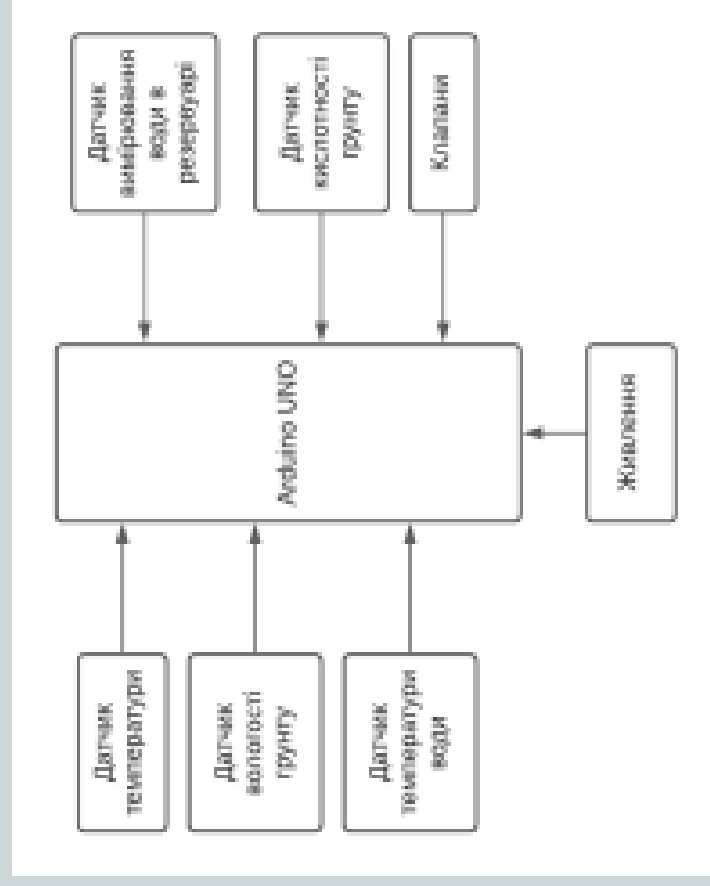 Датчик
вимірювання
води в
резервуарі
Датчик
кислотності
грунту
Клапани
Arduino UNO
Живлення
Датчик
температури
Датчик
вологості
грунту
Датчик
температури
води